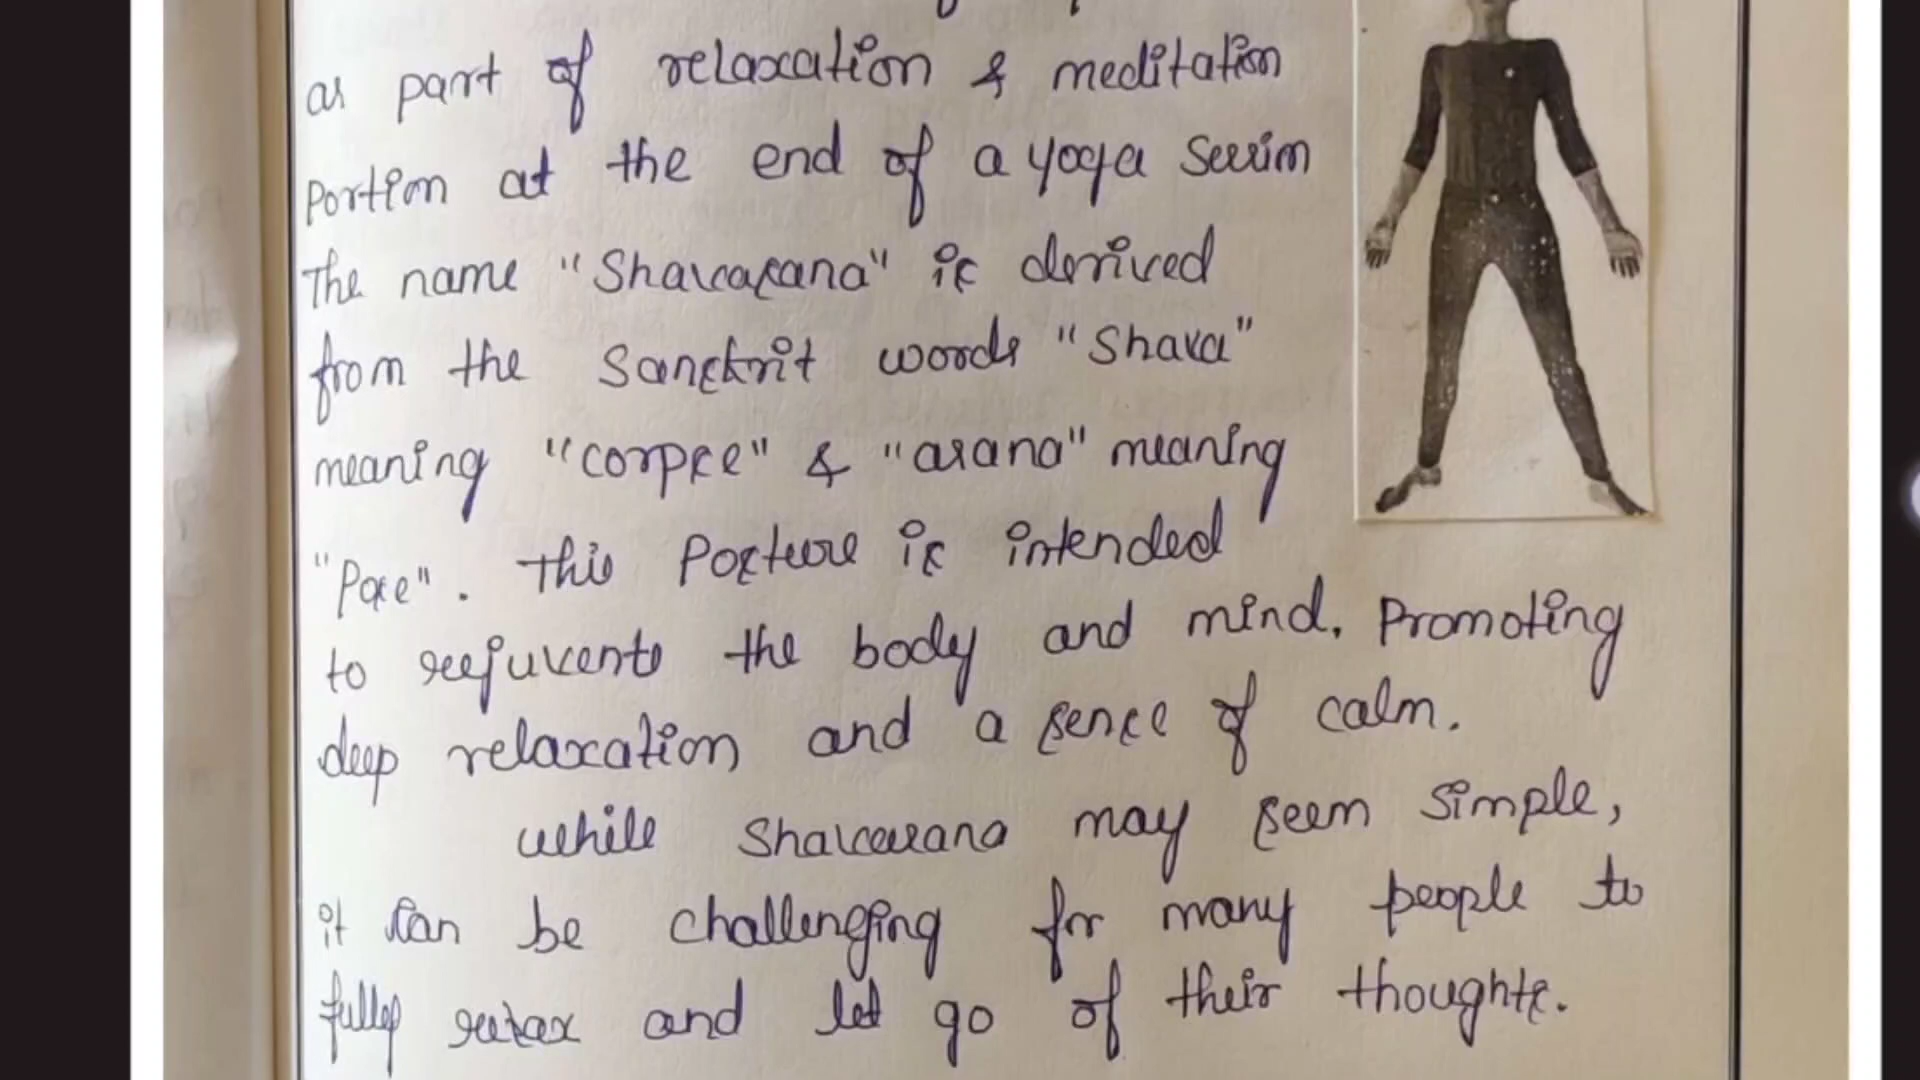 as part of relaxation & meditation
portion at the end of a yoga session
The name "Shavasana" is derived
from the Sanskrit words "Shava"
meaning "corpse" & "asana" meaning
"Pose". This Posture is intended
to rejuvente the body and mind. Promoting
deep relaxation and a sense of calm.
while Shavasana may seem simple,
it can be challenging for many people to
fully relax and let go of their thoughts.